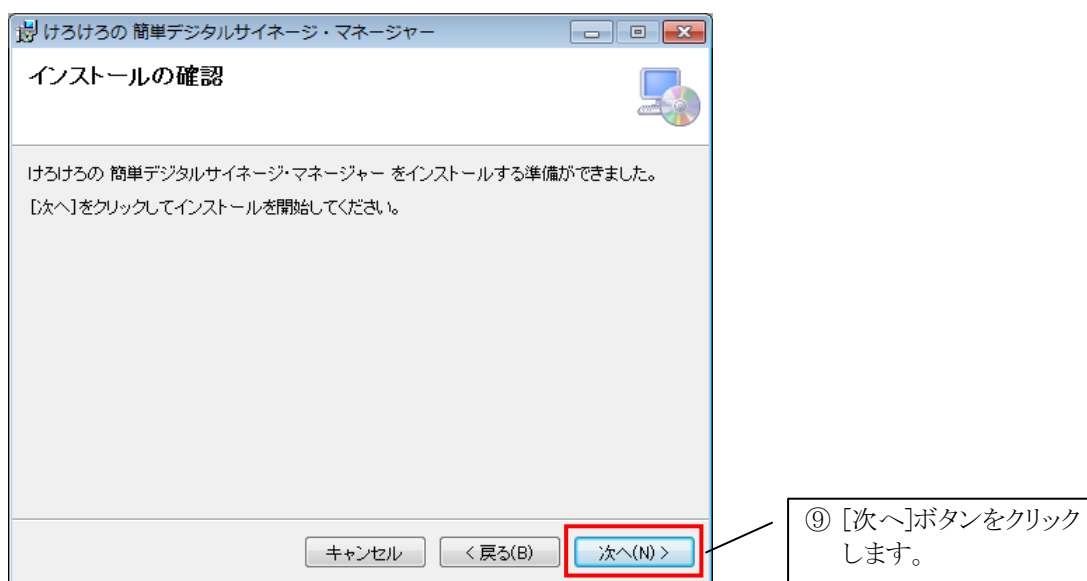 けろけろの 簡単デジタルサイネージ・マネージャー
インストールの確認
けろけろの 簡単デジタルサイネージ・マネージャー をインストールする準備ができました。
[次へ]をクリックしてインストールを開始してください。
キャンセル
< 戻る(B)
次へ(N) >
⑨ [次へ]ボタンをクリック
します。